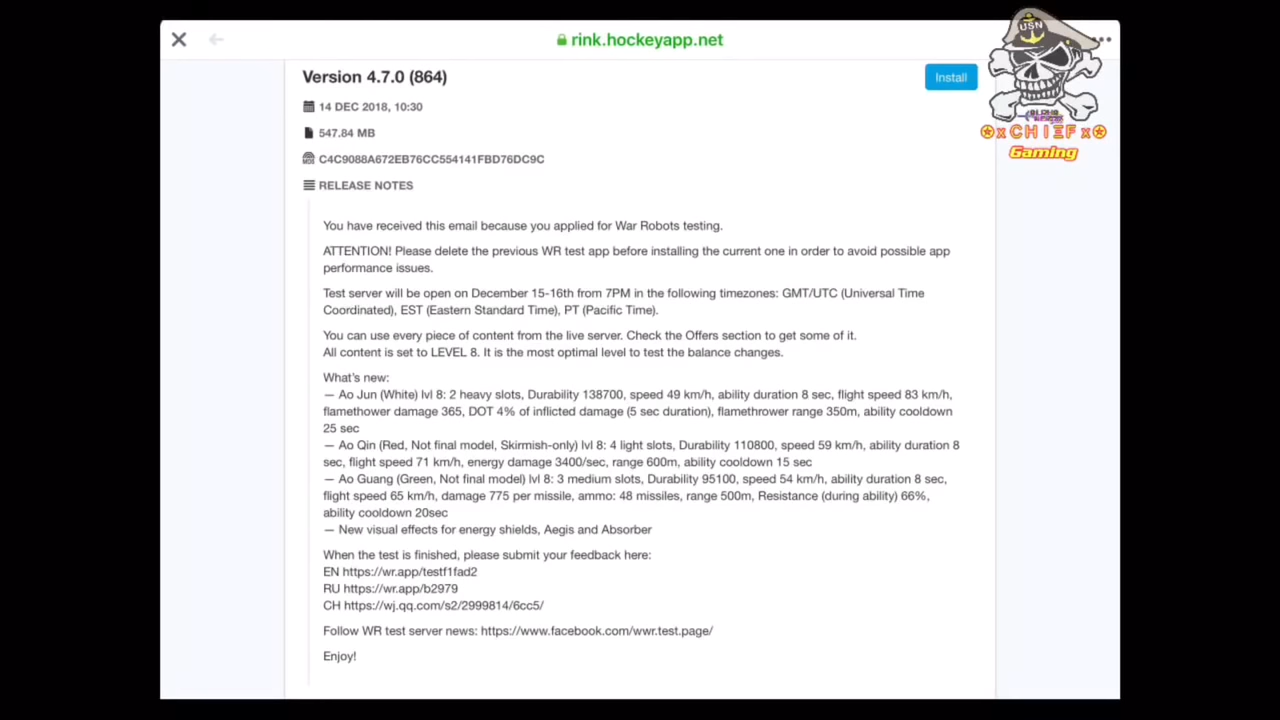 rink.hockeyapp.net
USN
Version 4.7.0 (864)
Install
14 DEC 2018, 10:30
547.84 MB
xCHIEFx
C4C9088A672EB76CC554141FBD76DC9C
Gaming
RELEASE NOTES
You have received this email because you applied for War Robots testing.
ATTENTION! Please delete the previous WR test app before installing the current one in order to avoid possible app
performance issues.
Test server will be open on December 15-16th from 7PM in the following timezones: GMT/UTC (Universal Time
Coordinated), EST (Eastern Standard Time), PT (Pacific Time).
You can use every piece of content from the live server. Check the Offers section to get some of it.
All content is set to LEVEL 8. It is the most optimal level to test the balance changes.
What's new:
— Ao Jun (White) lvl 8: 2 heavy slots, Durability 138700, speed 49 km/h, ability duration 8 sec, flight speed 83 km/h,
flamethower damage 365, DOT 4% of inflicted damage (5 sec duration), flamethrower range 350m, ability cooldown
25 sec
— Ao Qin (Red, Not final model, Skirmish-only) lvl 8: 4 light slots, Durability 110800, speed 59 km/h, ability duration 8
sec, flight speed 71 km/h, energy damage 3400/sec, range 600m, ability cooldown 15 sec
— Ao Guang (Green, Not final model) lvl 8: 3 medium slots, Durability 95100, speed 54 km/h, ability duration 8 sec,
flight speed 65 km/h, damage 775 per missile, ammo: 48 missiles, range 500m, Resistance (during ability) 66%,
ability cooldown 20sec
— New visual effects for energy shields, Aegis and Absorber
When the test is finished, please submit your feedback here:
EN https://wr.app/testf1fad2
RU https://wr.app/b2979
CH https://wj.qq.com/s2/2999814/6cc5/
Follow WR test server news: https://www.facebook.com/wwr.test.page/
Enjoy!